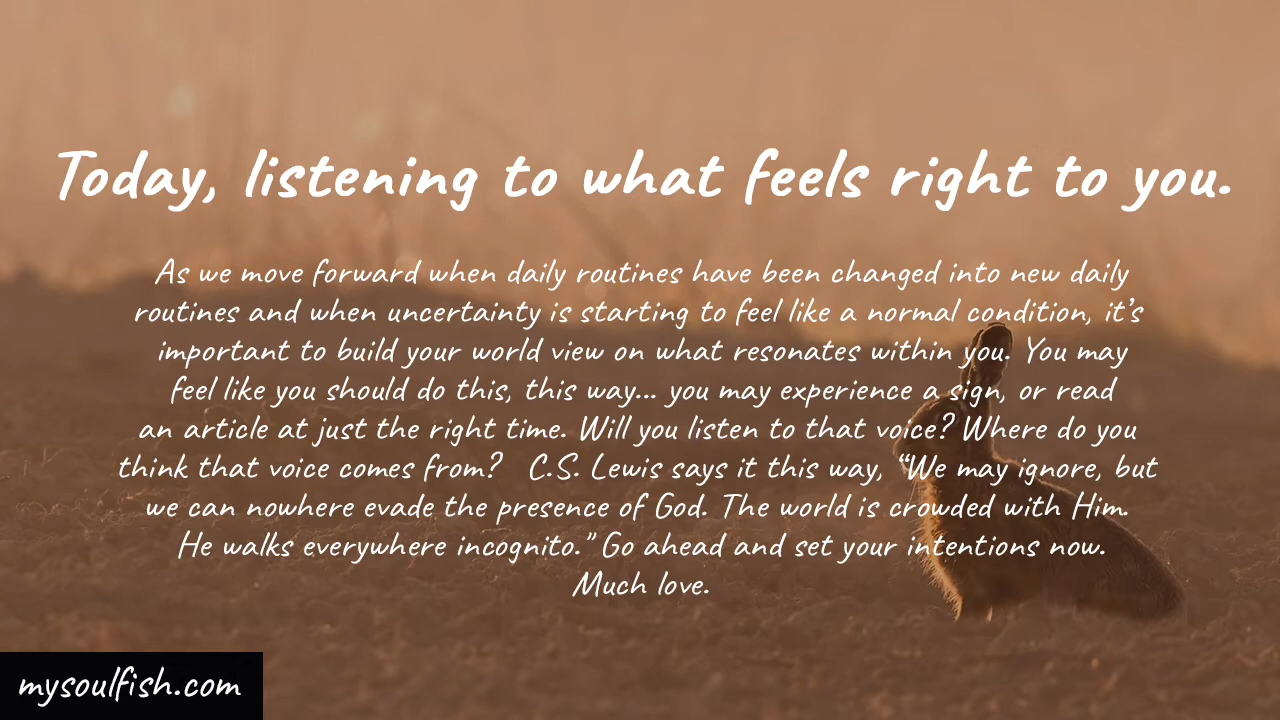 Today, listening to what feels right to you.
As we move forward when daily routines have been changed into new daily
routines and when uncertainty is starting to feel like a normal condition, it’s
important to build your world view on what resonates within you. You may
feel like you should do this, this way... you may experience a sign, or read
an article at just the right time. Will you listen to that voice? Where do you
think that voice comes from?   C.S. Lewis says it this way, “We may ignore, but
we can nowhere evade the presence of God. The world is crowded with Him.
He walks everywhere incognito." Go ahead and set your intentions now.
Much love.
mysoulfish.com